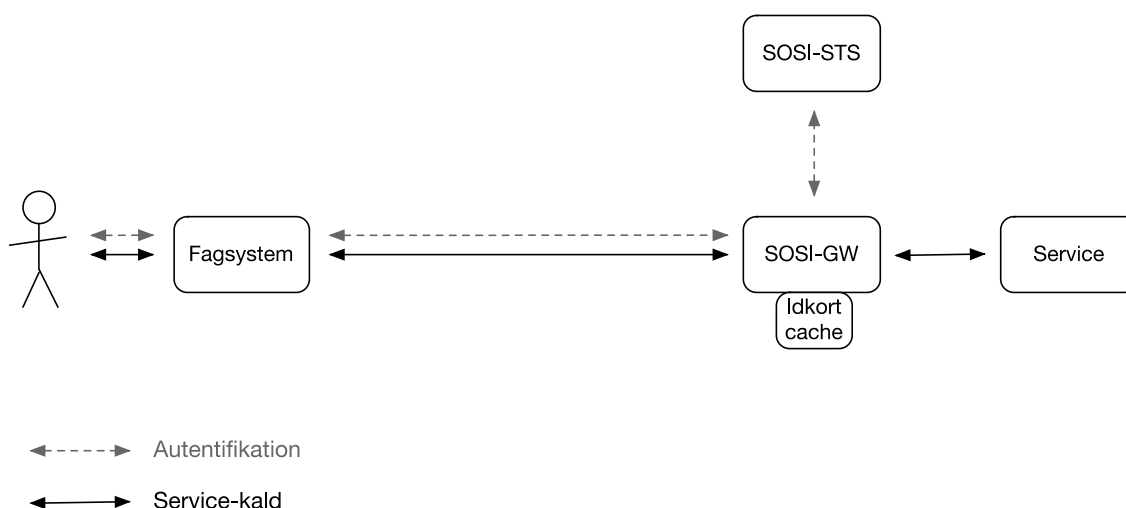 SOSI-STS
Fagsystem
SOSI-GW
Service
Idkort
cache
Autentifikation
Service-kald